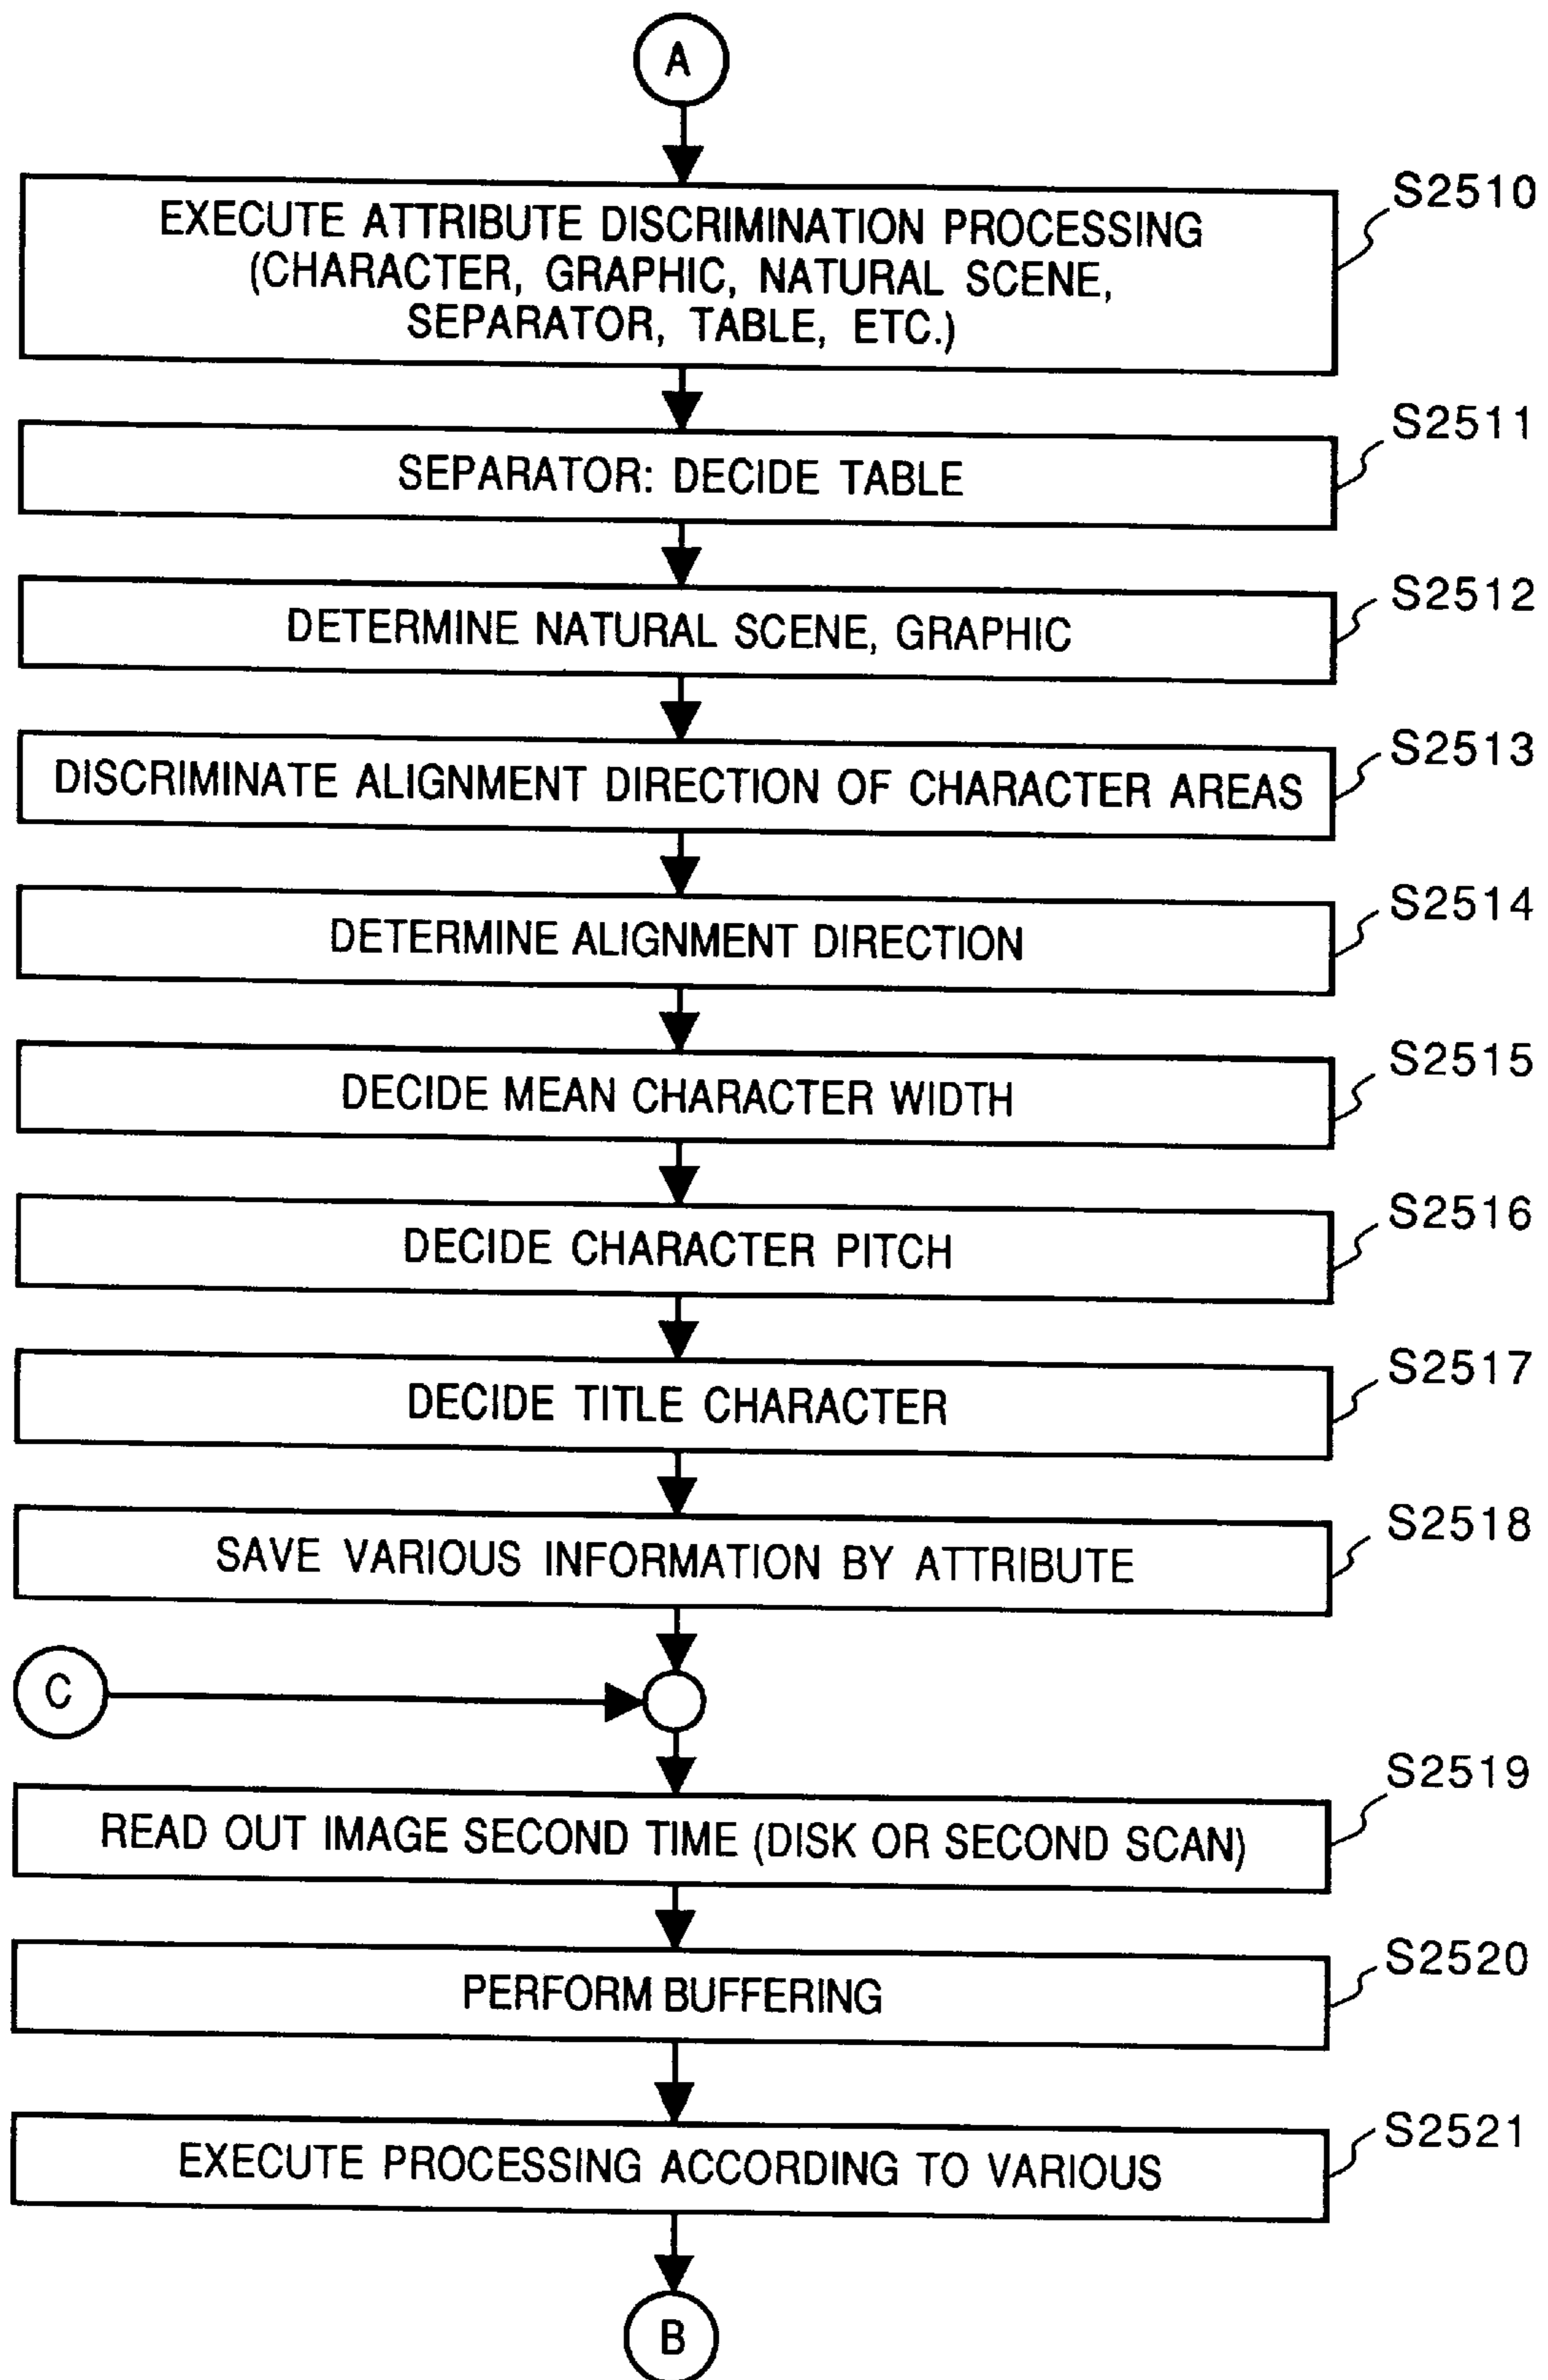 A
S2510
EXECUTE ATTRIBUTE DISCRIMINATION PROCESSING
(CHARACTER, GRAPHIC, NATURAL SCENE,
SEPARATOR, TABLE, ETC.)
S2511
SEPARATOR: DECIDE TABLE
S2512
DETERMINE NATURAL SCENE, GRAPHIC
S2513
DISCRIMINATE ALIGNMENT DIRECTION OF CHARACTER AREAS
S2514
DETERMINE ALIGNMENT DIRECTION
S2515
DECIDE MEAN CHARACTER WIDTH
S2516
DECIDE CHARACTER PITCH
S2517
DECIDE TITLE CHARACTER
S2518
SAVE VARIOUS INFORMATION BY ATTRIBUTE
C
S2519
READ OUT IMAGE SECOND TIME (DISK OR SECOND SCAN)
S2520
PERFORM BUFFERING
S2521
EXECUTE PROCESSING ACCORDING TO VARIOUS
B